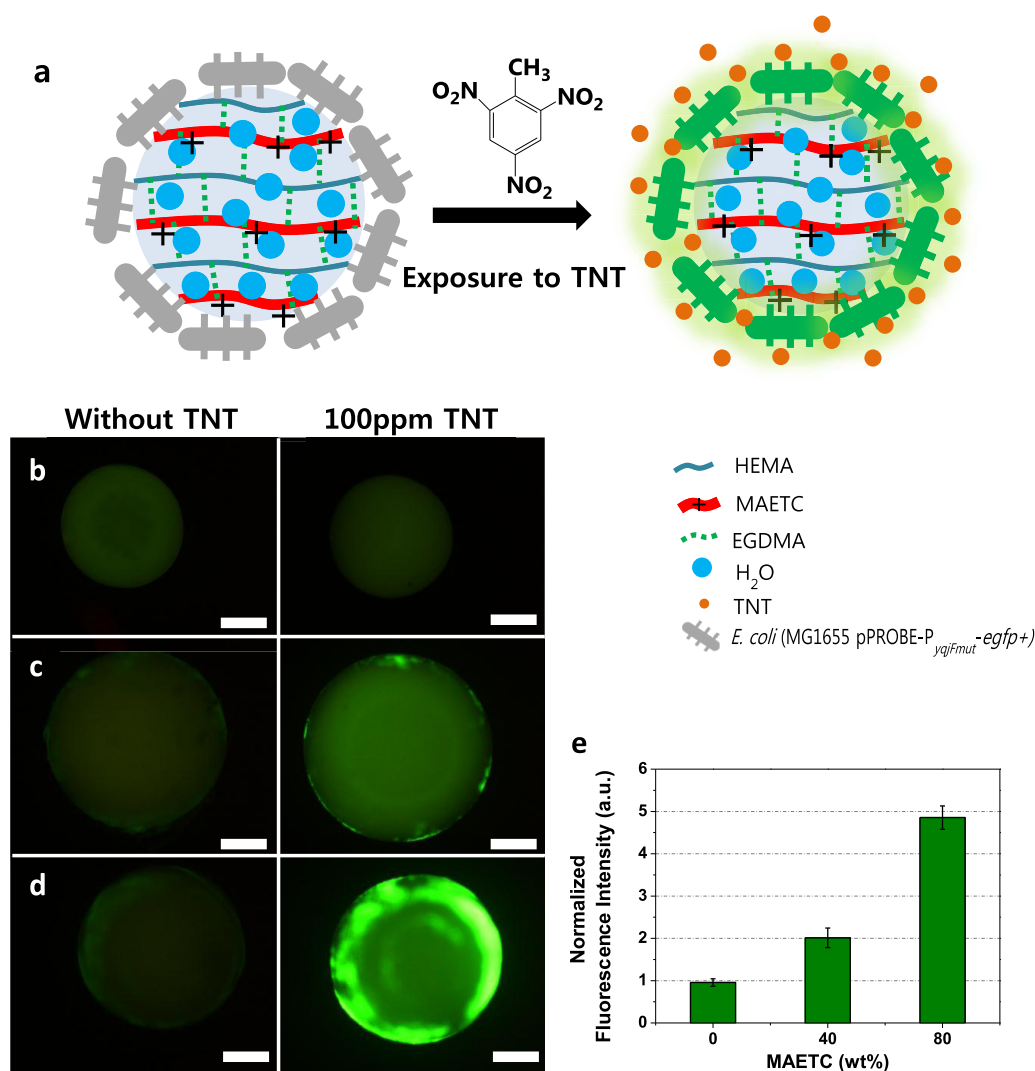 a
CH₃
O₂N
NO₂
NO₂
Exposure to TNT
Without TNT
100ppm TNT
b
c
d
HEMA
MAETC
EGDMA
H₂O
TNT
E. coli (MG1655 pPROBE-P_yqjFmut-egfp+)
e
Normalized
Fluorescence Intensity (a.u.)
6
5
4
3
2
1
0
0 40 80
MAETC (wt%)